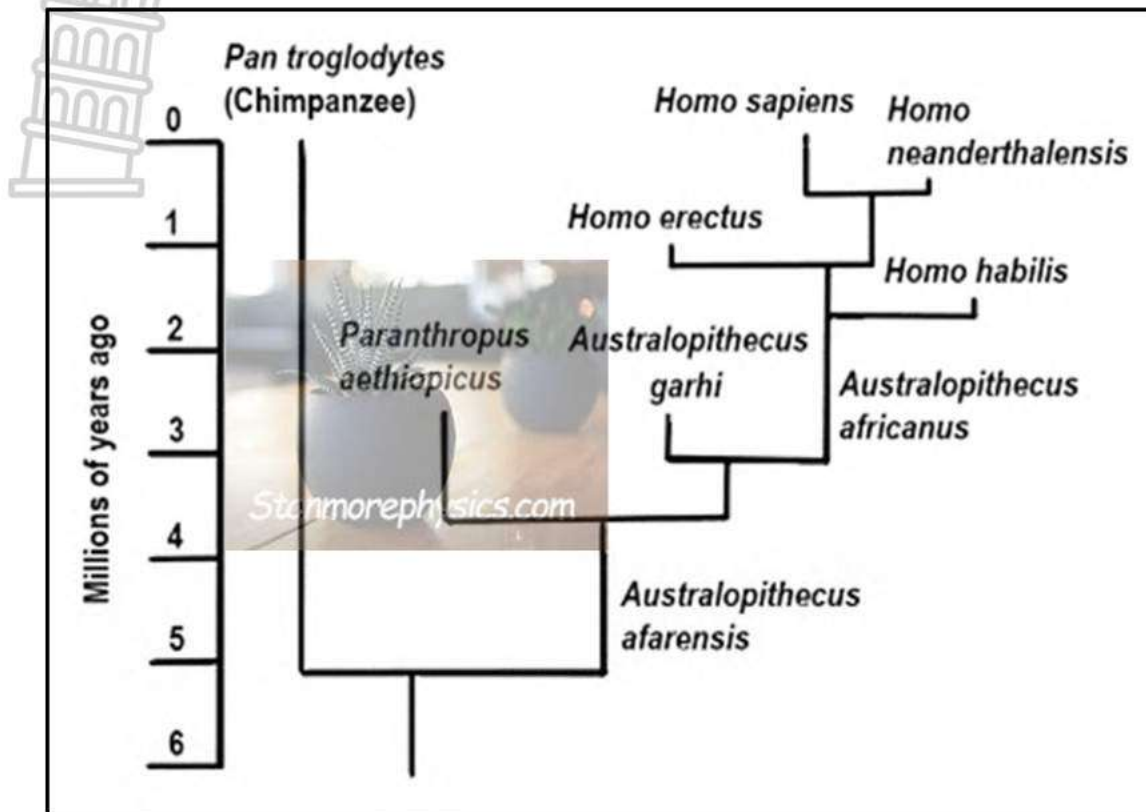 Pan troglodytes
(Chimpanzee)
Homo sapiens
Homo
neanderthalensis
Homo erectus
Homo habilis
Paranthropus
aethiopicus
Australopithecus
garhi
Australopithecus
africanus
Stanmorephysics.com
Australopithecus
afarensis
Millions of years ago
0
1
2
3
4
5
6